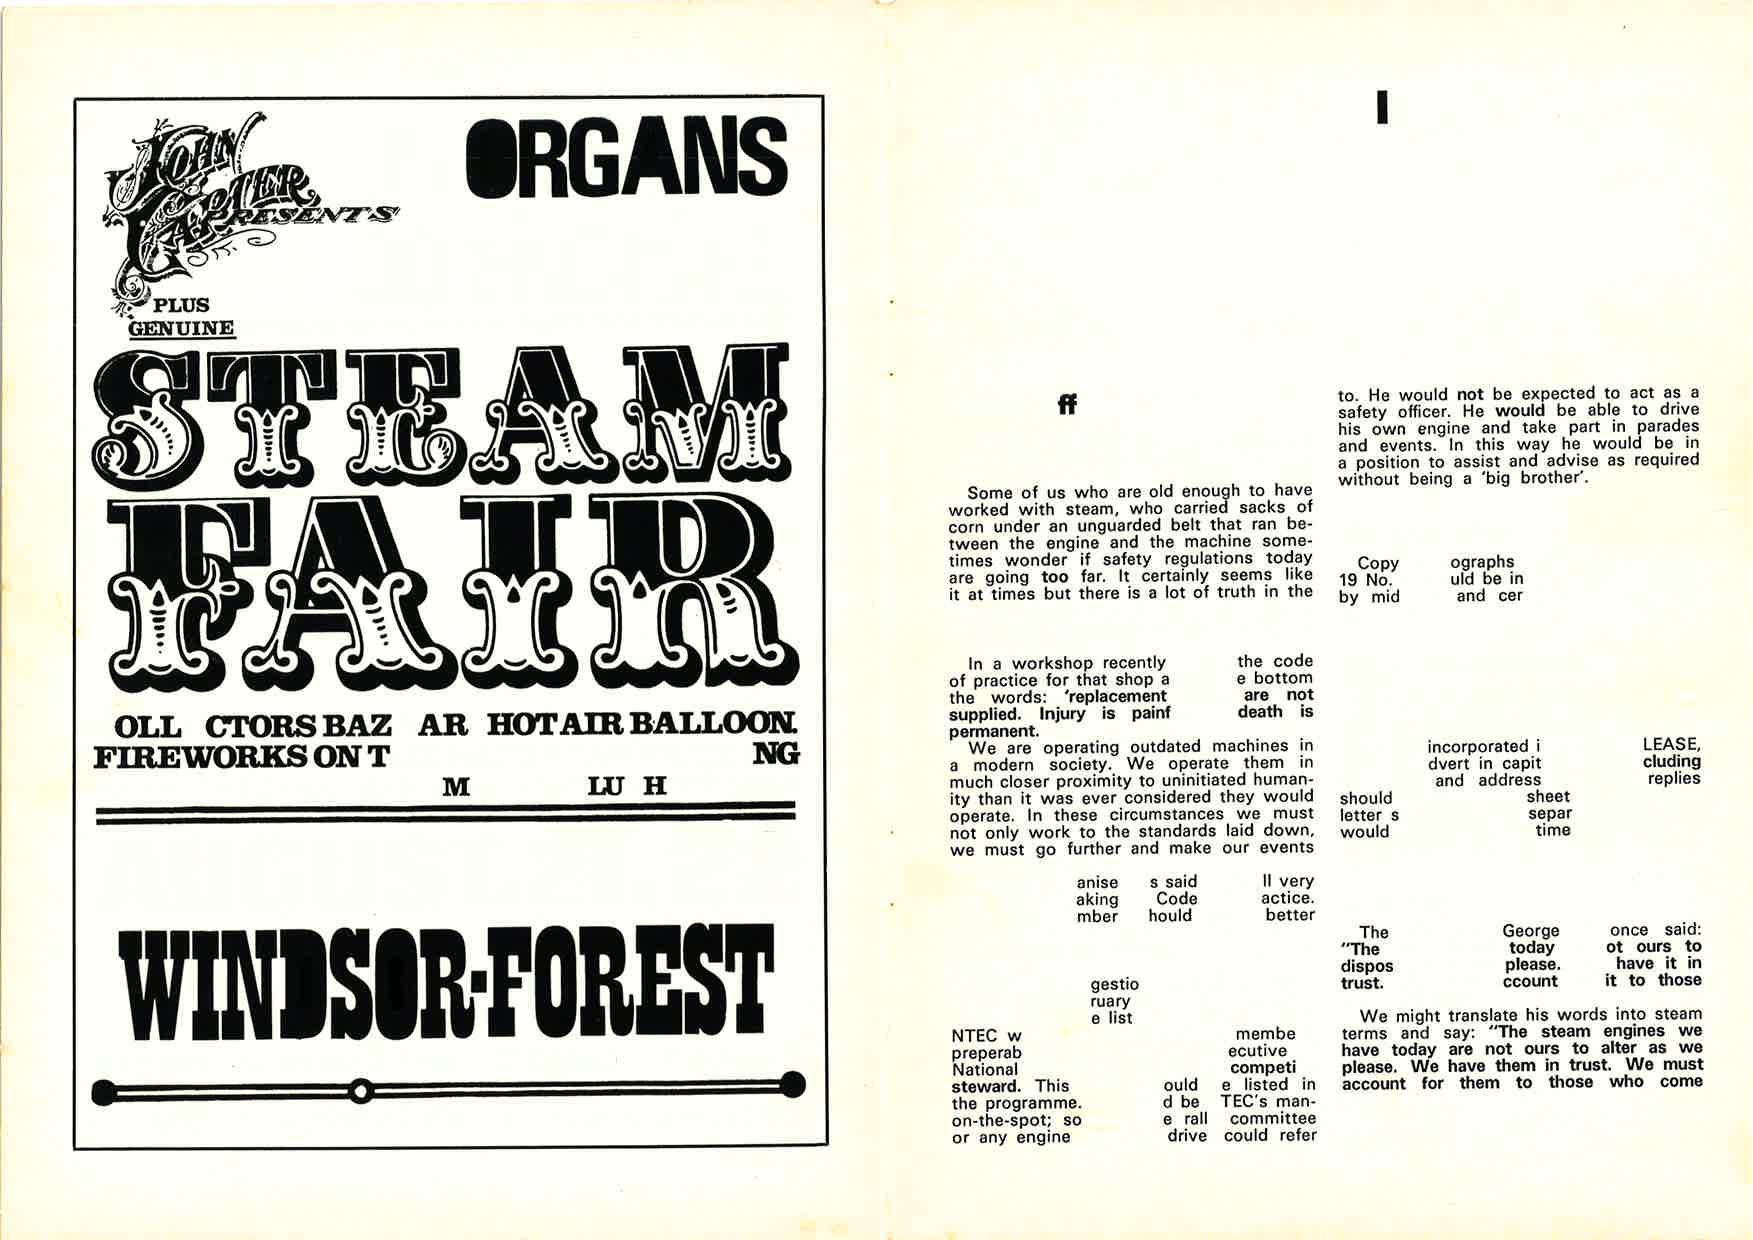 JOHN
CARTER
PRESENTS
ORGANS
PLUS
GENUINE
STEAM
FAIR
OLL CTORS BAZ AR HOT AIR BALLOON.
FIREWORKS ON T NG
M LU H
WINDSOR-FOREST
I
ff
Some of us who are old enough to have
worked with steam, who carried sacks of
corn under an unguarded belt that ran be-
tween the engine and the machine some-
times wonder if safety regulations today
are going too far. It certainly seems like
it at times but there is a lot of truth in the
In a workshop recently the code
of practice for that shop a e bottom
the words: 'replacement are not
supplied. Injury is painf death is
permanent.
We are operating outdated machines in
a modern society. We operate them in
much closer proximity to uninitiated human-
ity than it was ever considered they would
operate. In these circumstances we must
not only work to the standards laid down,
we must go further and make our events
anise s said ll very
aking Code actice.
mber hould better
gestio
ruary
e list
NTEC w membe
preperab ecutive
National competi
steward. This ould e listed in
the programme. d be TEC's man-
on-the-spot; so e rall committee
or any engine drive could refer
to. He would not be expected to act as a
safety officer. He would be able to drive
his own engine and take part in parades
and events. In this way he would be in
a position to assist and advise as required
without being a 'big brother'.
Copy ographs
19 No. uld be in
by mid and cer
incorporated i LEASE,
dvert in capit cluding
and address replies
should sheet
letter s separ
would time
The George once said:
"The today ot ours to
dispos please. have it in
trust. ccount it to those
We might translate his words into steam
terms and say: "The steam engines we
have today are not ours to alter as we
please. We have them in trust. We must
account for them to those who come